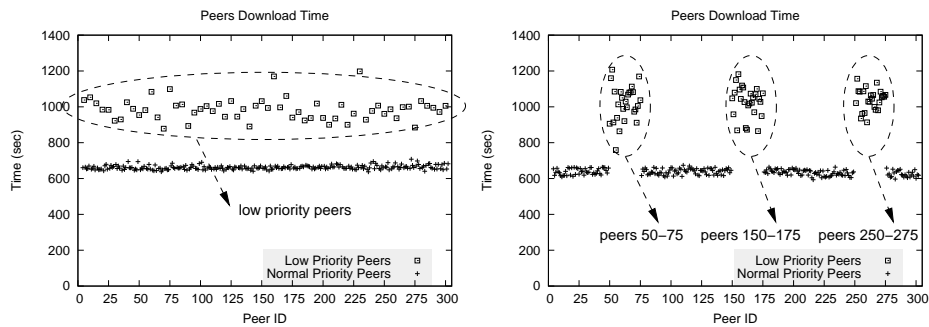 Peers Download Time
1400
1200
1000
800
600
400
200
0
Time (sec)
low priority peers
Low Priority Peers
Normal Priority Peers
0 25 50 75 100 125 150 175 200 225 250 275 300
Peer ID
Peers Download Time
1400
1200
1000
800
600
400
200
0
Time (sec)
peers 50–75 peers 150–175 peers 250–275
Low Priority Peers
Normal Priority Peers
0 25 50 75 100 125 150 175 200 225 250 275 300
Peer ID